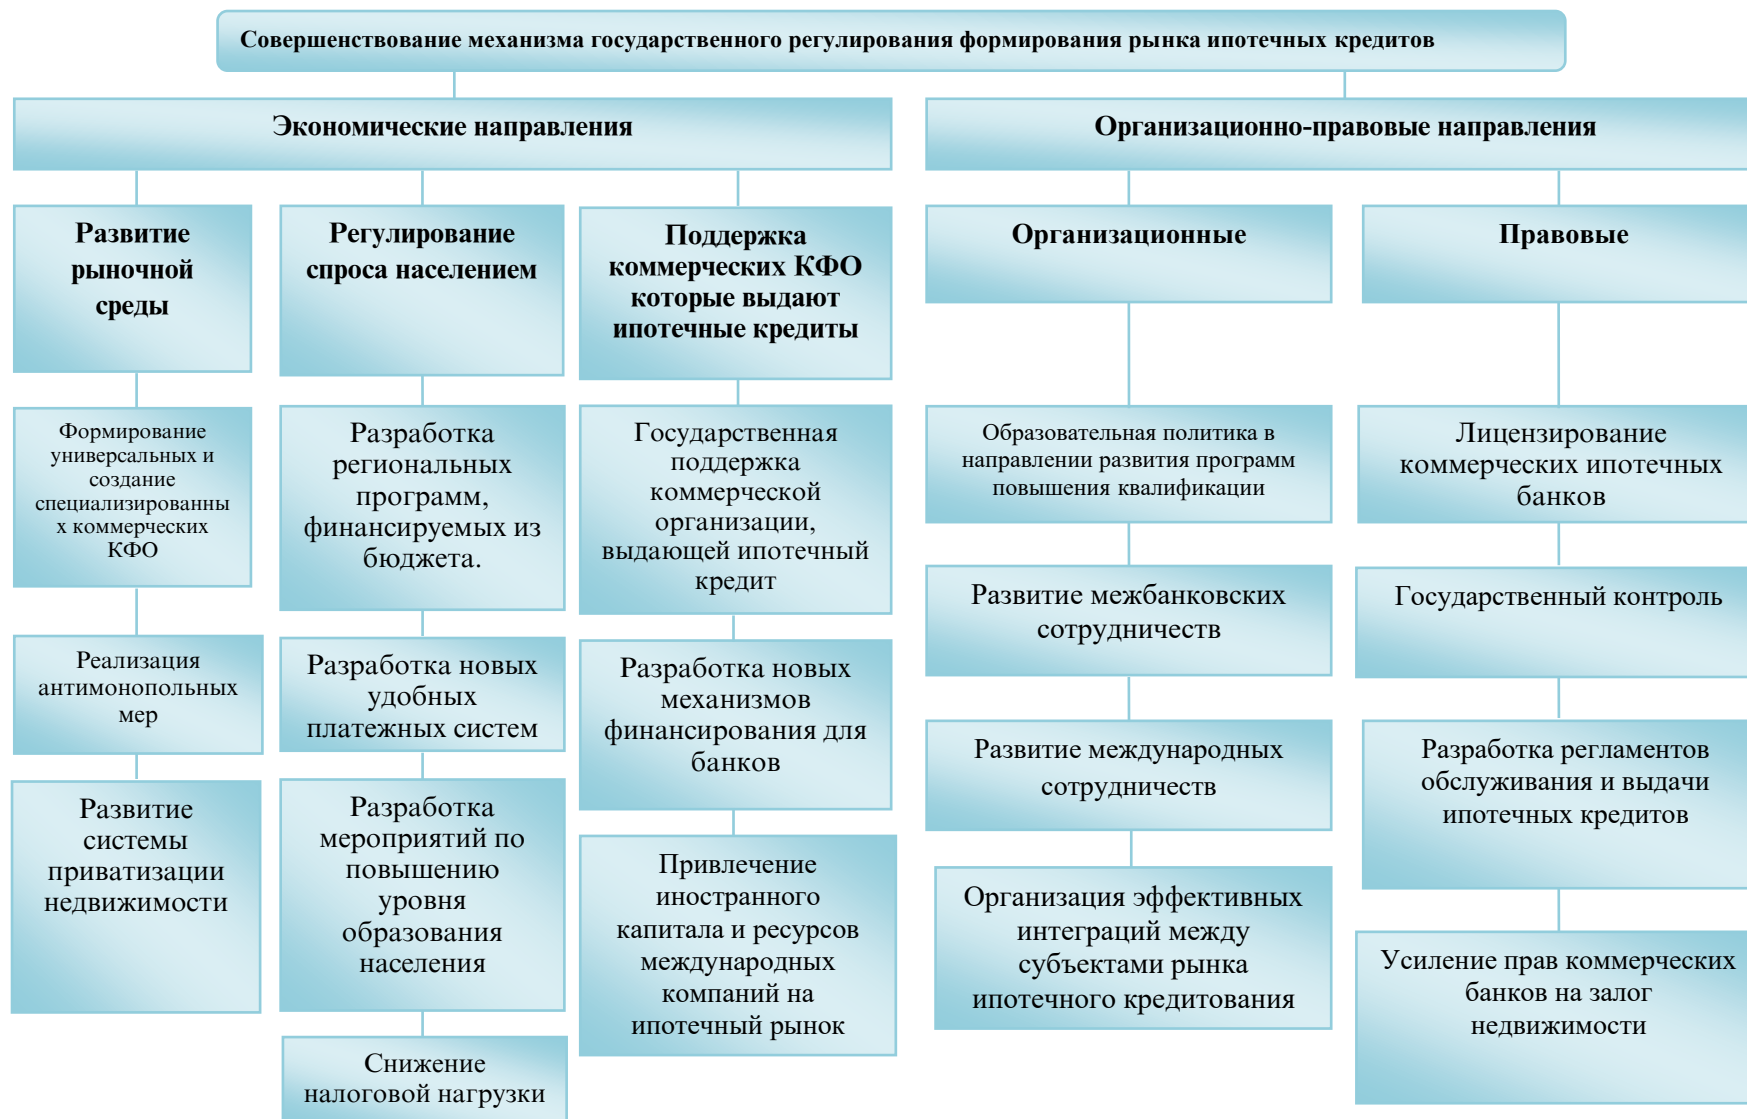 Совершенствование механизма государственного регулирования формирования рынка ипотечных кредитов
Экономические направления
Организационно-правовые направления
Развитие
рыночной
среды
Регулирование
спроса населением
Поддержка
коммерческих КФО
которые выдают
ипотечные кредиты
Организационные
Правовые
Формирование
универсальных и
создание
специализированны
х коммерческих
КФО
Разработка
региональных
программ,
финансируемых из
бюджета.
Государственная
поддержка
коммерческой
организации,
выдающей ипотечный
кредит
Образовательная политика в
направлении развития программ
повышения квалификации
Лицензирование
коммерческих ипотечных
банков
Реализация
антимонопольных
мер
Разработка новых
удобных
платежных систем
Разработка новых
механизмов
финансирования для
банков
Развитие межбанковских
сотрудничеств
Государственный контроль
Развитие
системы
приватизации
недвижимости
Разработка
мероприятий по
повышению
уровня
образования
населения
Привлечение
иностранного
капитала и ресурсов
международных
компаний на
ипотечный рынок
Развитие международных
сотрудничеств
Разработка регламентов
обслуживания и выдачи
ипотечных кредитов
Снижение
налоговой нагрузки
Организация эффективных
интеграций между
субъектами рынка
ипотечного кредитования
Усиление прав коммерческих
банков на залог
недвижимости